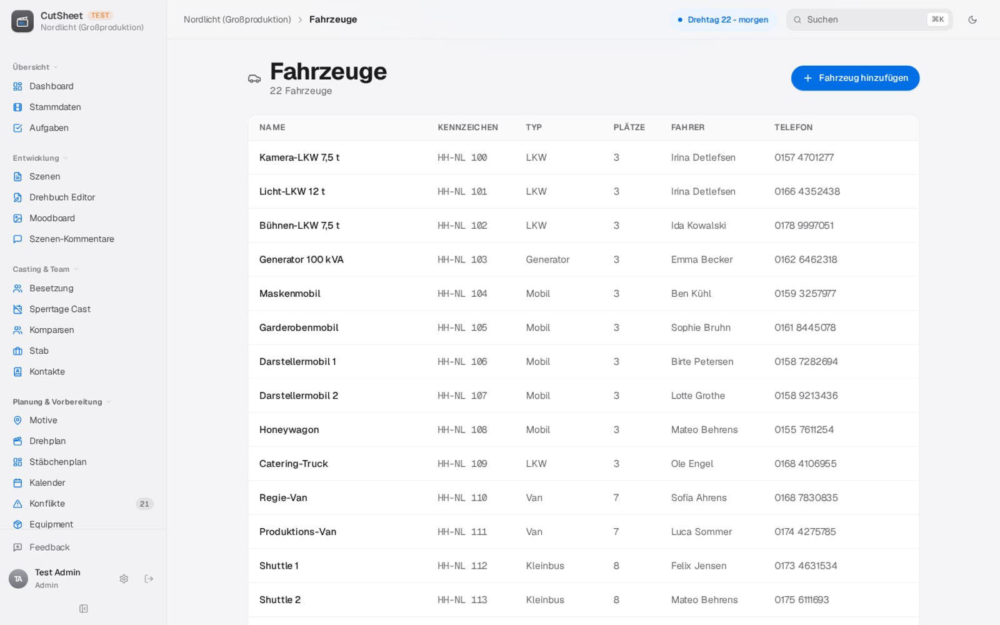 CutSheet TEST
Nordlicht (Großproduktion)
Übersicht
Dashboard
Stammdaten
Aufgaben
Entwicklung
Szenen
Drehbuch Editor
Moodboard
Szenen-Kommentare
Casting & Team
Besetzung
Sperrtage Cast
Komparsen
Stab
Kontakte
Planung & Vorbereitung
Motive
Drehplan
Stäbchenplan
Kalender
Konflikte 21
Equipment
Feedback
TA Test Admin
Admin
Nordlicht (Großproduktion) > Fahrzeuge
Drehtag 22 - morgen
Suchen ⌘K
Fahrzeuge
22 Fahrzeuge
+ Fahrzeug hinzufügen
NAME KENNZEICHEN TYP PLÄTZE FAHRER TELEFON
Kamera-LKW 7,5 t HH-NL 100 LKW 3 Irina Detlefsen 0157 4701277
Licht-LKW 12 t HH-NL 101 LKW 3 Irina Detlefsen 0166 4352438
Bühnen-LKW 7,5 t HH-NL 102 LKW 3 Ida Kowalski 0178 9997051
Generator 100 kVA HH-NL 103 Generator 3 Emma Becker 0162 6462318
Maskenmobil HH-NL 104 Mobil 3 Ben Kühl 0159 3257977
Garderobenmobil HH-NL 105 Mobil 3 Sophie Bruhn 0161 8445078
Darstellermobil 1 HH-NL 106 Mobil 3 Birte Petersen 0158 7282694
Darstellermobil 2 HH-NL 107 Mobil 3 Lotte Grothe 0158 9213436
Honeywagon HH-NL 108 Mobil 3 Mateo Behrens 0155 7611254
Catering-Truck HH-NL 109 LKW 3 Ole Engel 0168 4106955
Regie-Van HH-NL 110 Van 7 Sofía Ahrens 0168 7830835
Produktions-Van HH-NL 111 Van 7 Luca Sommer 0174 4275785
Shuttle 1 HH-NL 112 Kleinbus 8 Felix Jensen 0173 4631534
Shuttle 2 HH-NL 113 Kleinbus 8 Mateo Behrens 0175 6111693